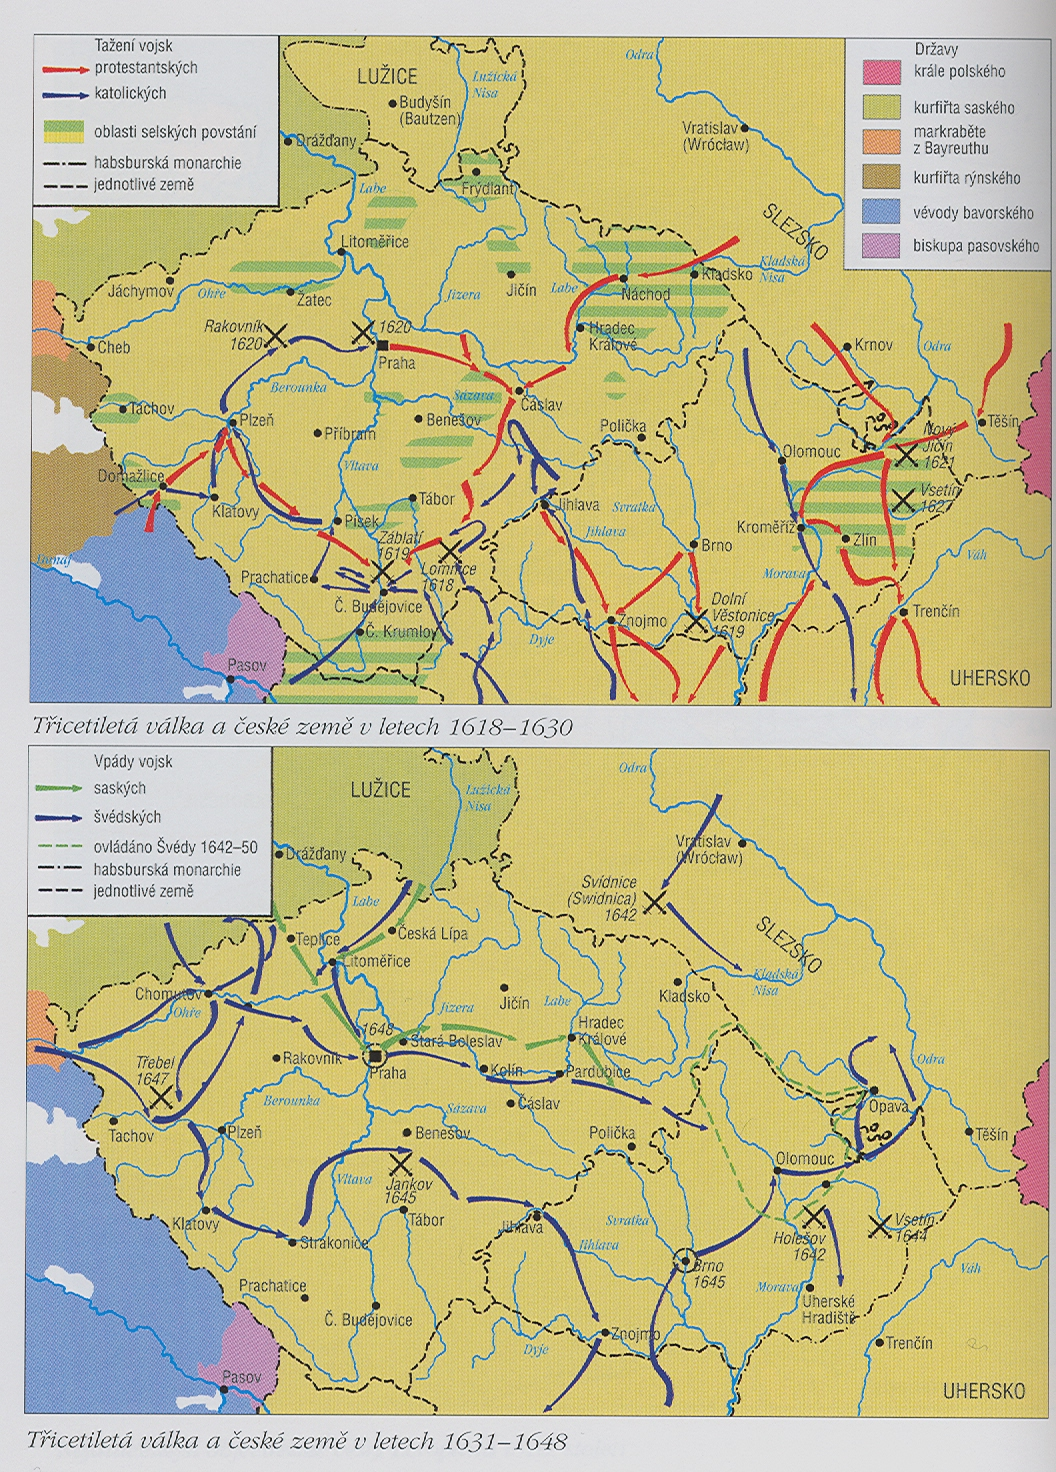 Tažení vojsk
protestantských
katolických
oblasti selských povstání
habsburská monarchie
jednotlivé země
Državy
krále polského
kurfiřta saského
markraběte
z Bayreuthu
kurfiřta rýnského
vévody bavorského
biskupa pasovského
LUŽICE
Lužická
Nisa
Odra
Budyšín
(Bautzen)
Drážďany
Vratislav
(Wrócław)
Labe
Frýdlant
SLEZSKO
Litoměřice
Kladská
Nisa
Jáchymov
Ohře
Žatec
Jizera
Jičín
Labe
Náchod
Kladsko
Rakovník
1620
1620
Hradec
Králové
Krnov
Odra
Cheb
Praha
Berounka
Sázava
Čáslav
Tachov
Plzeň
Příbram
Benešov
Polička
Nový
Jičín
1621
Těšín
Olomouc
Domažlice
Vltava
Klatovy
Tábor
Jihlava
Svratka
Vsetín
1627
Písek
Jihlava
Kroměříž
Zlín
Váh
Dunaj
Záblatí
1619
Lomnice
1618
Brno
Morava
Prachatice
Č. Budějovice
Dolní
Věstonice
1619
Trenčín
Č. Krumlov
Dyje
Znojmo
Pasov
UHERSKO
Třicetiletá válka a české země v letech 1618–1630
Vpády vojsk
saských
švédských
ovládáno Švédy 1642–50
habsburská monarchie
jednotlivé země
LUŽICE
Lužická
Nisa
Odra
Drážďany
Vratislav
(Wrócław)
Labe
Svídnice
(Swidnica)
1642
Teplice
Česká Lípa
SLEZSKO
Litoměřice
Kladská
Nisa
Chomutov
Ohře
Jičín
Labe
Kladsko
Jizera
1648
Stará Boleslav
Hradec
Králové
Třebel
1647
Rakovník
Praha
Kolín
Pardubice
Odra
Berounka
Sázava
Čáslav
Opava
Tachov
Plzeň
Benešov
Polička
Těšín
Olomouc
Vltava
Jankov
1645
Klatovy
Tábor
Jihlava
Svratka
Holešov
1642
Vsetín
1644
Strakonice
Jihlava
Brno
1645
Váh
Prachatice
Morava
Uherské
Hradiště
Č. Budějovice
Znojmo
Dyje
Trenčín
Pasov
UHERSKO
Třicetiletá válka a české země v letech 1631–1648